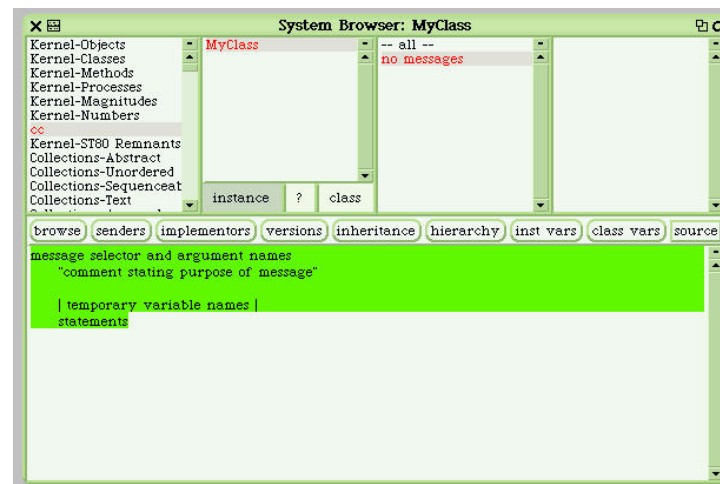 System Browser: MyClass
Kernel-Objects
Kernel-Classes
Kernel-Methods
Kernel-Processes
Kernel-Magnitudes
Kernel-Numbers
cc
Kernel-ST80 Remnants
Collections-Abstract
Collections-Unordered
Collections-Sequenceat
Collections-Text
MyClass
instance ? class
-- all --
no messages
browse senders implementors versions inheritance hierarchy inst vars class vars source
message selector and argument names
"comment stating purpose of message"
| temporary variable names |
statements